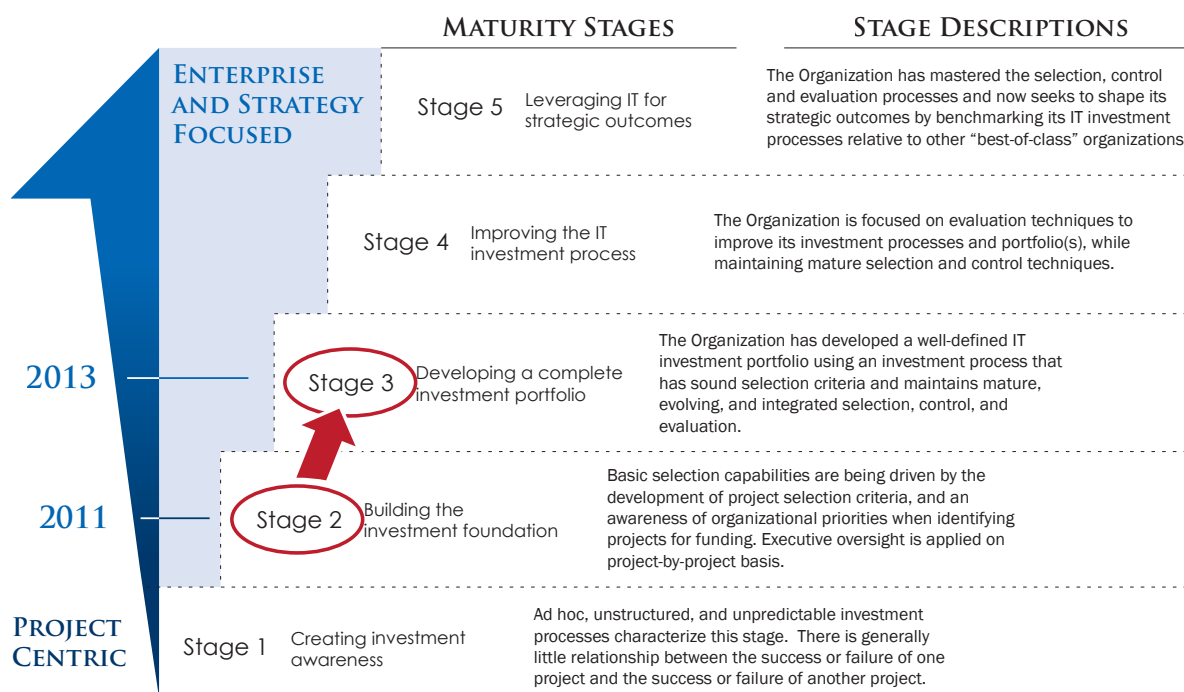 MATURITY STAGES
STAGE DESCRIPTIONS
ENTERPRISE
AND STRATEGY
FOCUSED
Stage 5
Leveraging IT for
strategic outcomes
The Organization has mastered the selection, control
and evaluation processes and now seeks to shape its
strategic outcomes by benchmarking its IT investment
processes relative to other “best-of-class” organizations
Stage 4
Improving the IT
investment process
The Organization is focused on evaluation techniques to
improve its investment processes and portfolio(s), while
maintaining mature selection and control techniques.
2013
Stage 3
Developing a complete
investment portfolio
The Organization has developed a well-defined IT
investment portfolio using an investment process that
has sound selection criteria and maintains mature,
evolving, and integrated selection, control, and
evaluation.
2011
Stage 2
Building the
investment foundation
Basic selection capabilities are being driven by the
development of project selection criteria, and an
awareness of organizational priorities when identifying
projects for funding. Executive oversight is applied on
project-by-project basis.
PROJECT
CENTRIC
Stage 1
Creating investment
awareness
Ad hoc, unstructured, and unpredictable investment
processes characterize this stage.  There is generally
little relationship between the success or failure of one
project and the success or failure of another project.